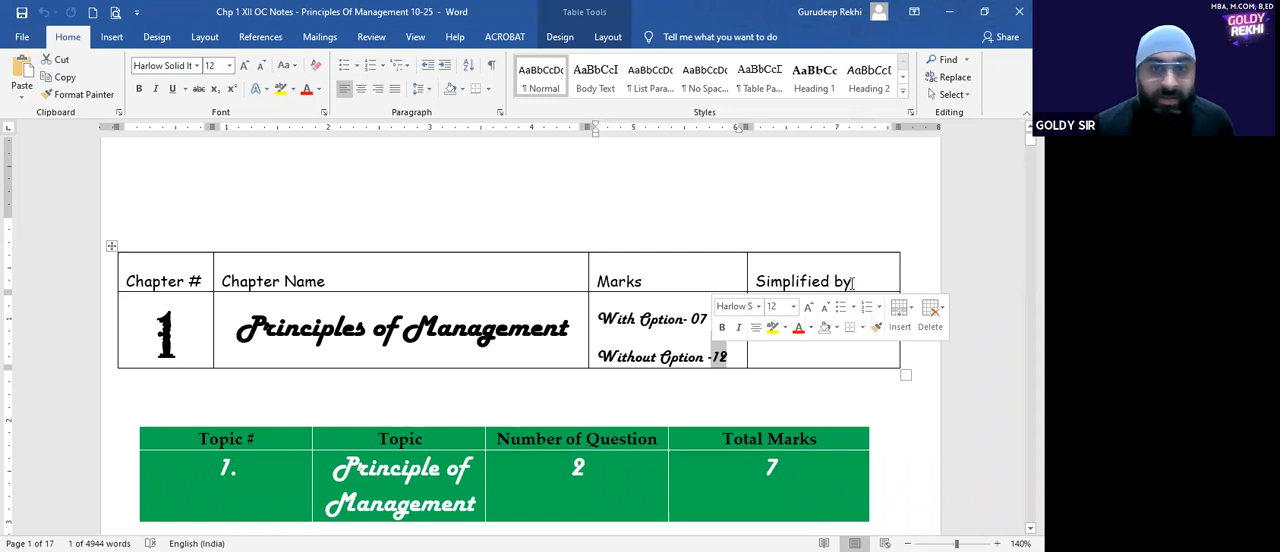 Chp 1 XII OC Notes - Principles Of Management 10-25 - Word
Table Tools
Gurudeep Rekhi
File Home Insert Design Layout References Mailings Review View Help ACROBAT Design Layout Tell me what you want to do Share
Paste
Cut
Copy
Format Painter
Clipboard
Harlow Solid It 12
Font
Paragraph
AaBbCcDc AaBbCcI AaBbCcDc AaBbCcDc AaBbCcI AaBbCc AaBbCcL
¶ Normal Body Text ¶ List Para... ¶ No Spac... ¶ Table Pa... Heading 1 Heading 2
Styles
Find
Replace
Select
Editing
MBA, M.COM, B.ED
GOLDY
REKHI
GOLDY SIR
Chapter # Chapter Name Marks Simplified by
1 Principles of Management With Option- 07
Without Option -12
Harlow S 12
Insert Delete
Topic # Topic Number of Question Total Marks
1. Principle of Management 2 7
Page 1 of 17 1 of 4944 words English (India) 140%